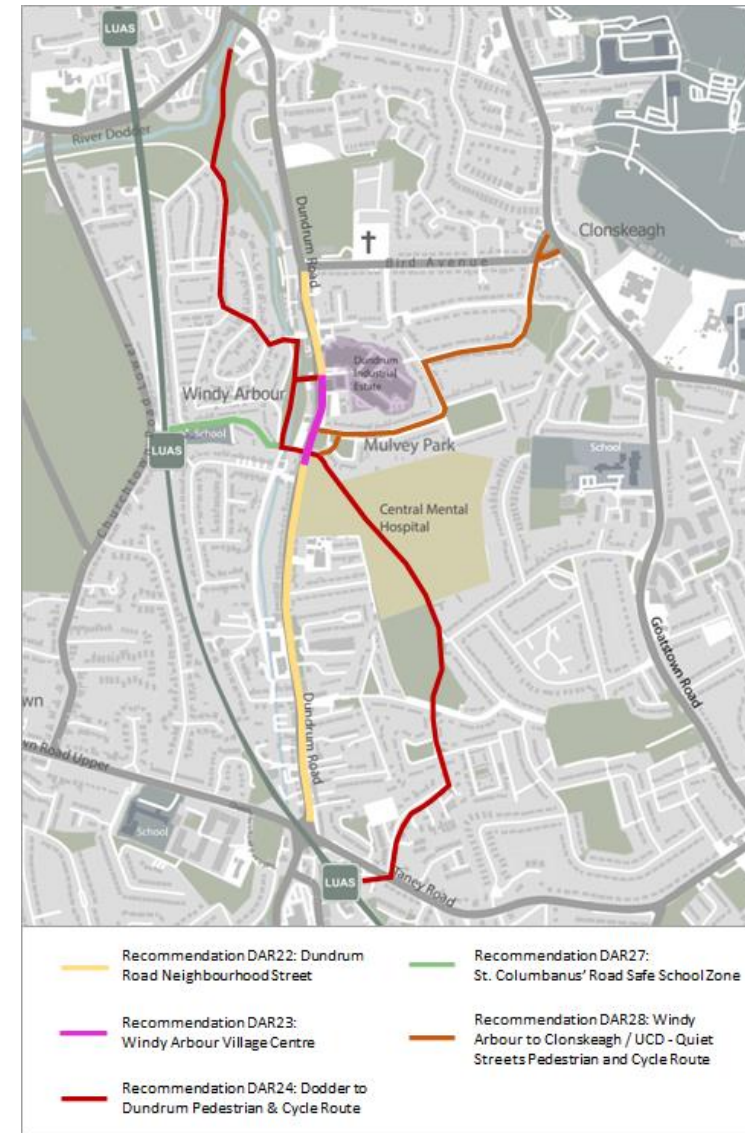 LUAS
River Dodder
Dundrum Road
Clonskeagh
Bird Avenue
Dundrum
Industrial
Estate
Windy Arbour
Churchtown Road Lower
School
LUAS
Mulvey Park
School
Central Mental
Hospital
Goatstown Road
wn
wn Road Upper
Dundrum Road
School
LUAS
Taney Road
Recommendation DAR22: Dundrum
Road Neighbourhood Street
Recommendation DAR23:
Windy Arbour Village Centre
Recommendation DAR24: Dodder to
Dundrum Pedestrian & Cycle Route
Recommendation DAR27:
St. Columbanus' Road Safe School Zone
Recommendation DAR28: Windy
Arbour to Clonskeagh / UCD - Quiet
Streets Pedestrian and Cycle Route